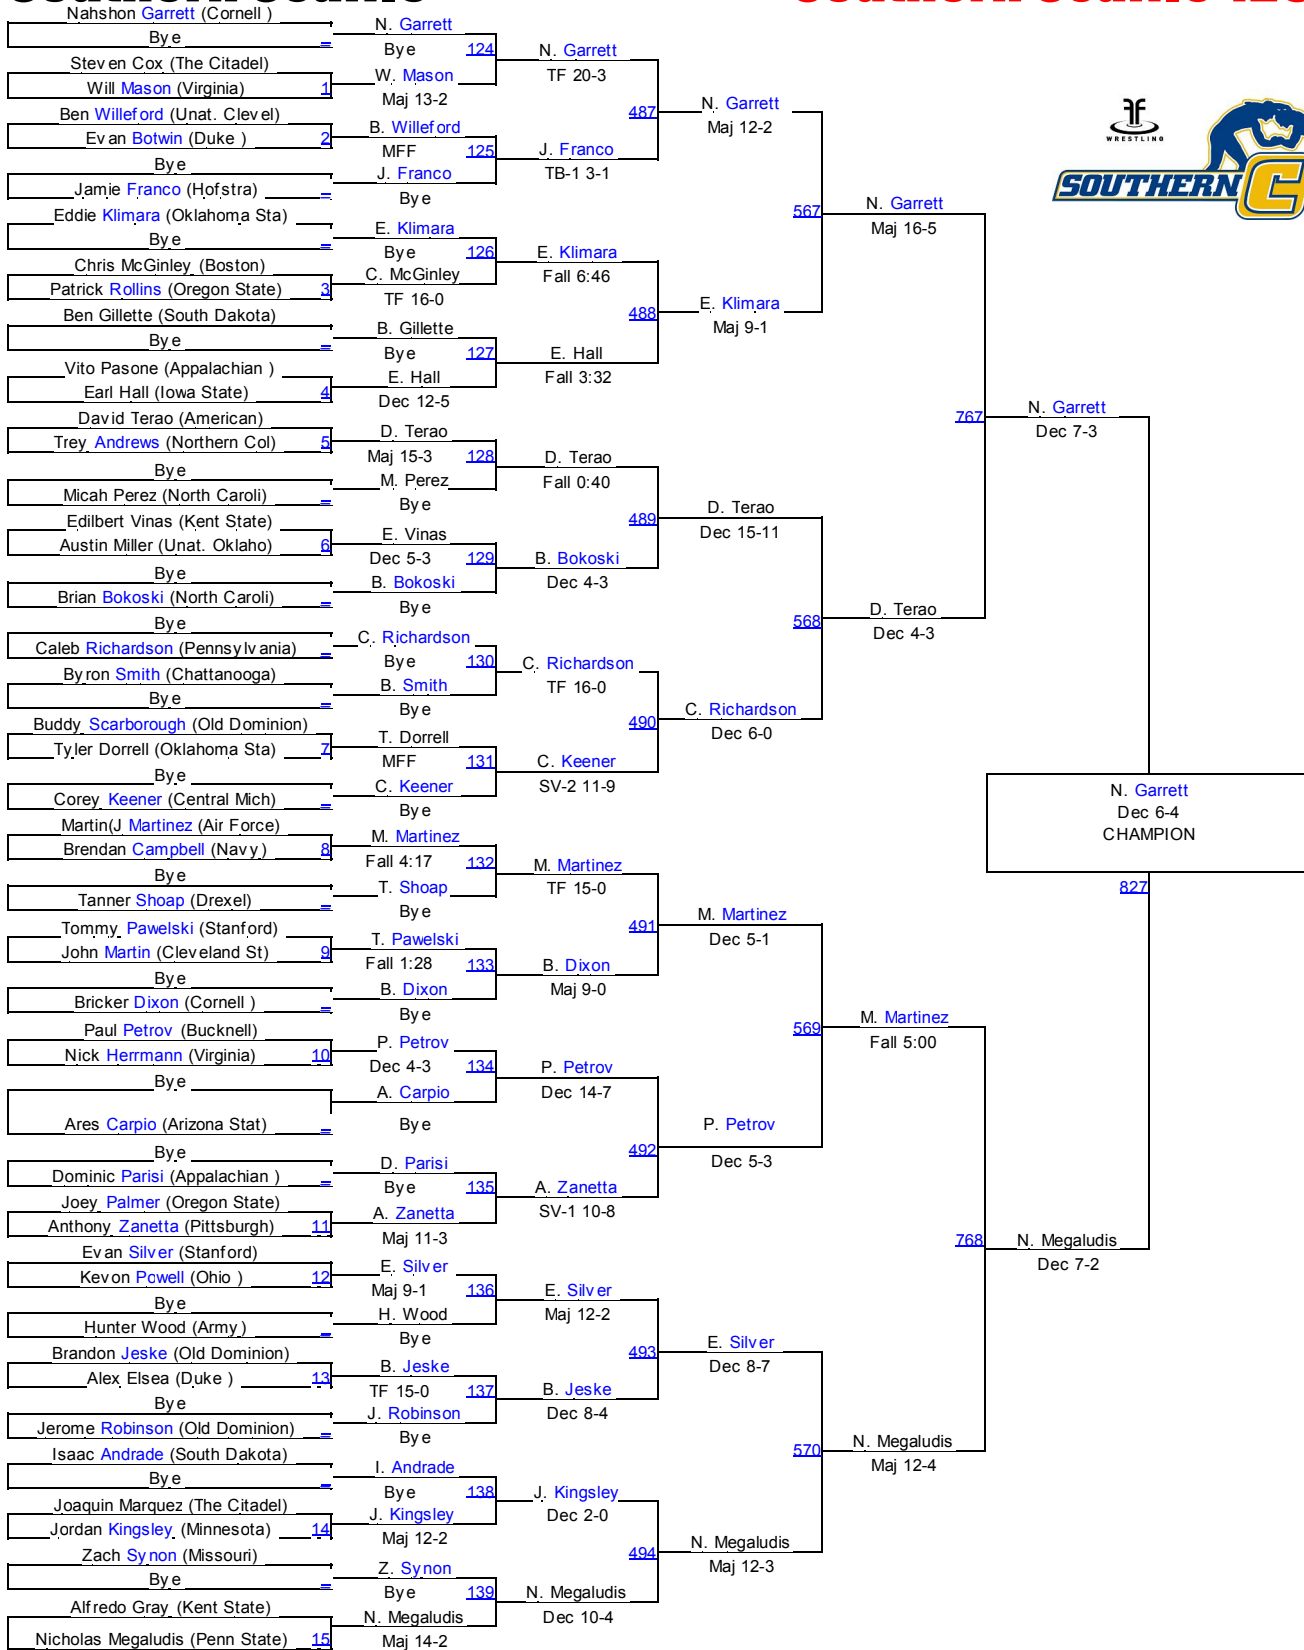 Nahshon Garrett (Cornell )
Bye
Steven Cox (The Citadel)
Will Mason (Virginia) 1
Ben Willeford (Unat. Clevel)
Evan Botwin (Duke ) 2
Bye
Jamie Franco (Hofstra)
Eddie Klimara (Oklahoma Sta)
Bye
Chris McGinley (Boston)
Patrick Rollins (Oregon State) 3
Ben Gillette (South Dakota)
Bye
Vito Pasone (Appalachian )
Earl Hall (Iowa State) 4
David Terao (American)
Trey Andrews (Northern Col) 5
Bye
Micah Perez (North Caroli)
Edilbert Vinas (Kent State)
Austin Miller (Unat. Oklaho) 6
Bye
Brian Bokoski (North Caroli)
Bye
Caleb Richardson (Pennsylvania)
Byron Smith (Chattanooga)
Bye
Buddy Scarborough (Old Dominion)
Tyler Dorrell (Oklahoma Sta) 7
Bye
Corey Keener (Central Mich)
Martin(J Martinez (Air Force)
Brendan Campbell (Navy) 8
Bye
Tanner Shoap (Drexel)
Tommy Pawelski (Stanford)
John Martin (Cleveland St) 9
Bye
Bricker Dixon (Cornell )
Paul Petrov (Bucknell)
Nick Herrmann (Virginia) 10
Bye
Ares Carpio (Arizona Stat)
Bye
Dominic Parisi (Appalachian )
Joey Palmer (Oregon State)
Anthony Zanetta (Pittsburgh) 11
Evan Silver (Stanford)
Kevon Powell (Ohio ) 12
Bye
Hunter Wood (Army)
Brandon Jeske (Old Dominion)
Alex Elsea (Duke ) 13
Bye
Jerome Robinson (Old Dominion)
Isaac Andrade (South Dakota)
Bye
Joaquin Marquez (The Citadel)
Jordan Kingsley (Minnesota) 14
Zach Synon (Missouri)
Bye
Alfredo Gray (Kent State)
Nicholas Megaludis (Penn State) 15
N. Garrett
Bye 124
W. Mason
Maj 13-2
B. Willeford
MFF 125
J. Franco
Bye
E. Klimara
Bye 126
C. McGinley
TF 16-0
B. Gillette
Bye 127
E. Hall
Dec 12-5
D. Terao
Maj 15-3 128
M. Perez
Bye
E. Vinas
Dec 5-3 129
B. Bokoski
Bye
C. Richardson
Bye 130
B. Smith
Bye
T. Dorrell
MFF 131
C. Keener
Bye
M. Martinez
Fall 4:17 132
T. Shoap
Bye
T. Pawelski
Fall 1:28 133
B. Dixon
Bye
P. Petrov
Dec 4-3 134
A. Carpio
Bye
D. Parisi
Bye 135
A. Zanetta
Maj 11-3
E. Silver
Maj 9-1 136
H. Wood
Bye
B. Jeske
TF 15-0 137
J. Robinson
Bye
I. Andrade
Bye 138
J. Kingsley
Maj 12-2
Z. Synon
Bye 139
N. Megaludis
Maj 14-2
N. Garrett
TF 20-3
487
J. Franco
TB-1 3-1
E. Klimara
Fall 6:46
488
E. Hall
Fall 3:32
D. Terao
Fall 0:40
489
B. Bokoski
Dec 4-3
C. Richardson
TF 16-0
490
C. Keener
SV-2 11-9
M. Martinez
TF 15-0
491
B. Dixon
Maj 9-0
P. Petrov
Dec 14-7
492
A. Zanetta
SV-1 10-8
E. Silver
Maj 12-2
493
B. Jeske
Dec 8-4
J. Kingsley
Dec 2-0
494
N. Megaludis
Dec 10-4
N. Garrett
Maj 12-2
567
E. Klimara
Maj 9-1
D. Terao
Dec 15-11
568
C. Richardson
Dec 6-0
M. Martinez
Dec 5-1
569
P. Petrov
Dec 5-3
E. Silver
Dec 8-7
570
N. Megaludis
Maj 12-3
N. Garrett
Maj 16-5
767
D. Terao
Dec 4-3
M. Martinez
Fall 5:00
768
N. Megaludis
Maj 12-4
N. Garrett
Dec 7-3
N. Megaludis
Dec 7-2
N. Garrett
Dec 6-4
CHAMPION
827
WRESTLING
SOUTHERN C